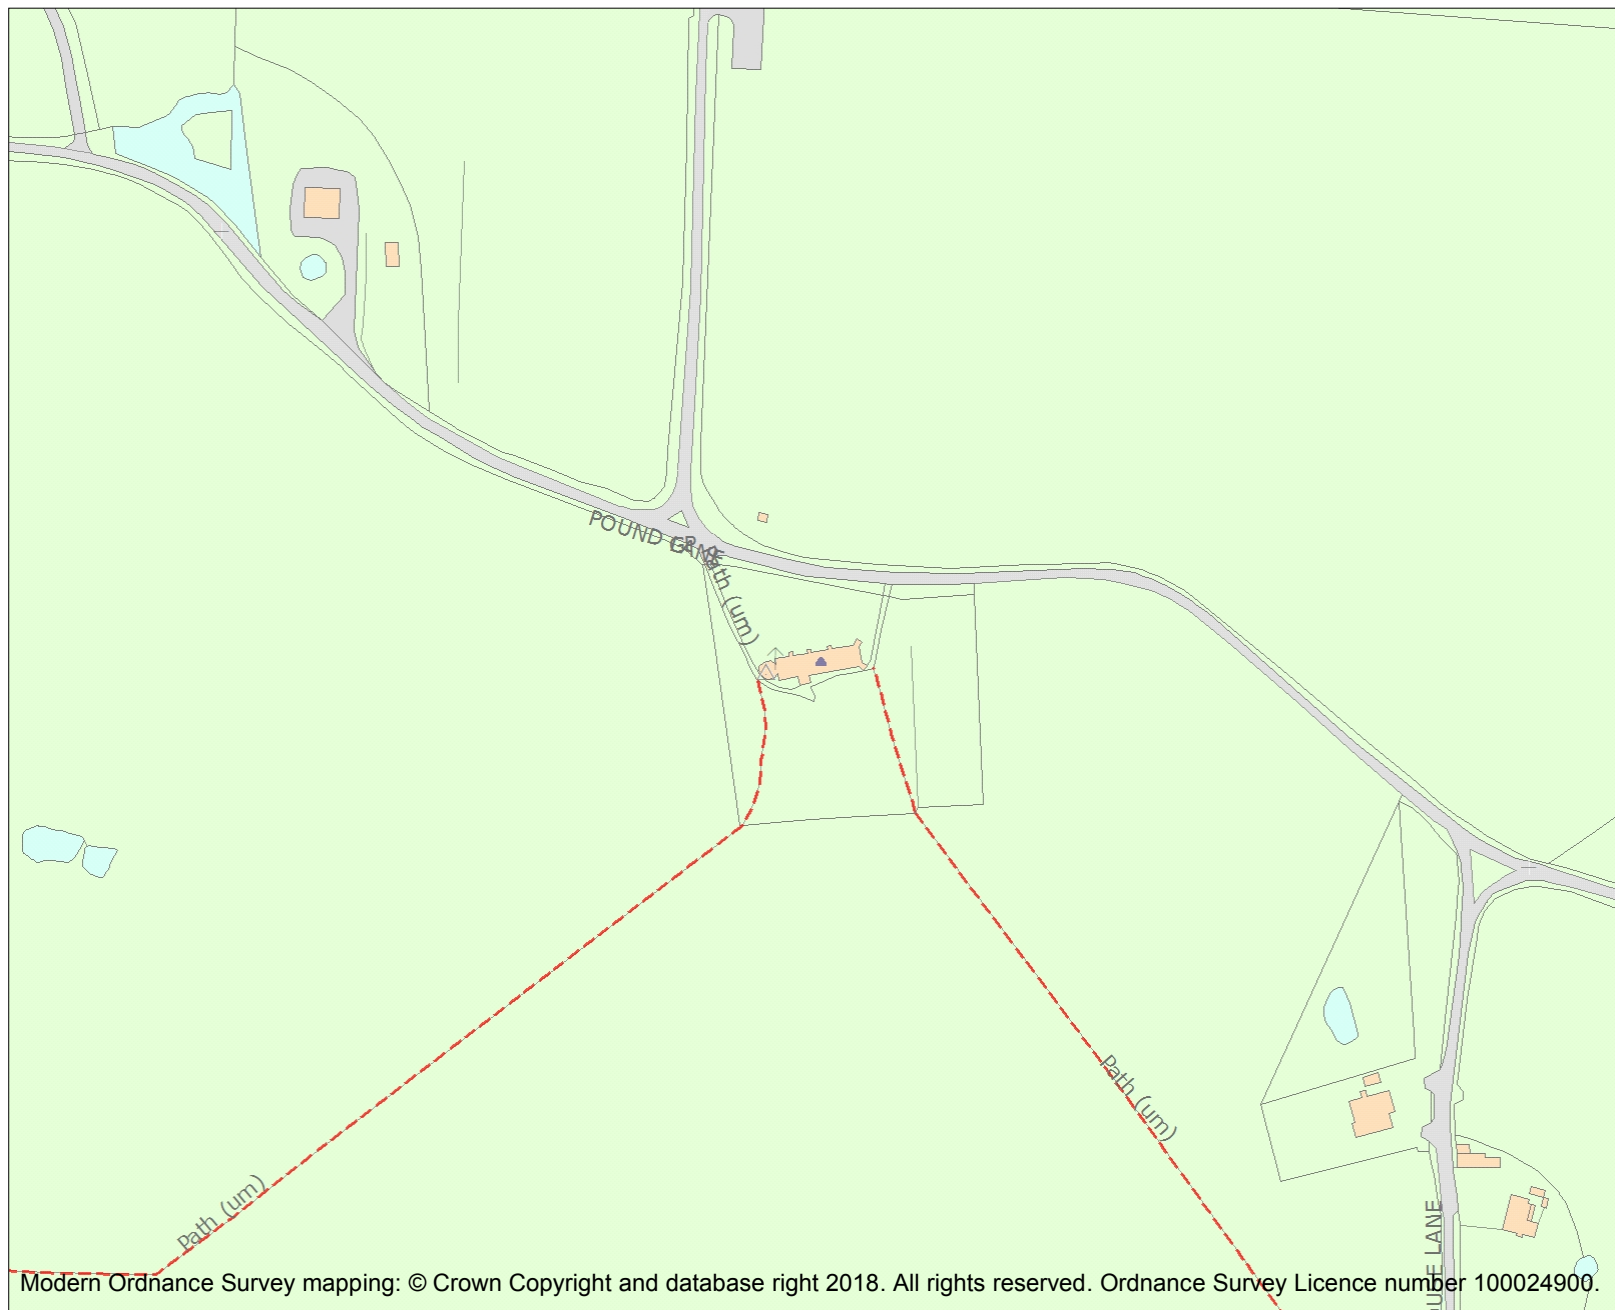 POUND LANE
Path (um)
Path (um)
Path (um)
LANE
Modern Ordnance Survey mapping: © Crown Copyright and database right 2018. All rights reserved. Ordnance Survey Licence number 100024900.